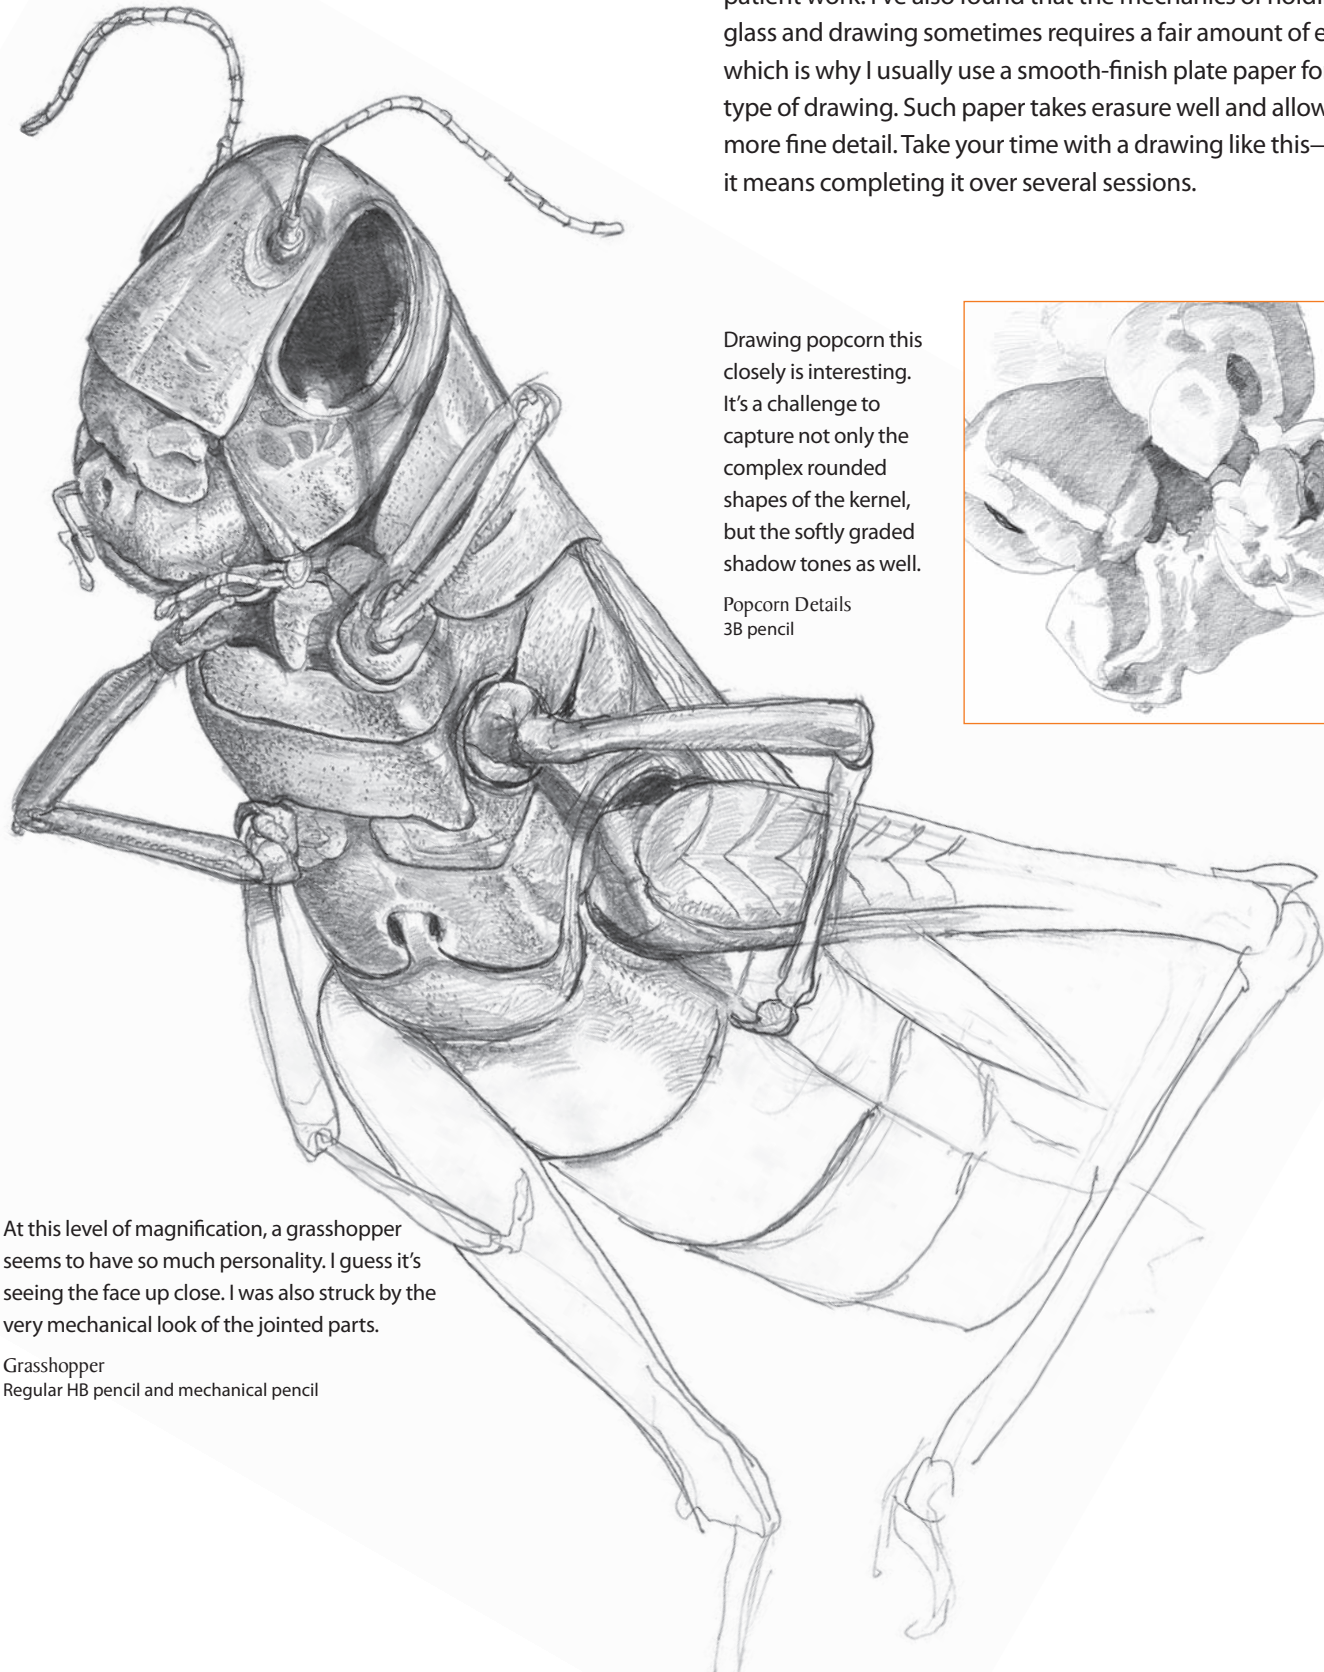 patient work. I've also found that the mechanics of
glass and drawing sometimes requires a fair amount of
which is why I usually use a smooth-finish plate paper
type of drawing. Such paper takes erasure well and
more fine detail. Take your time with a drawing like this—
it means completing it over several sessions.
Drawing popcorn this
closely is interesting.
It's a challenge to
capture not only the
complex rounded
shapes of the kernel,
but the softly graded
shadow tones as well.
Popcorn Details
3B pencil
At this level of magnification, a grasshopper
seems to have so much personality. I guess it's
seeing the face up close. I was also struck by the
very mechanical look of the jointed parts.
Grasshopper
Regular HB pencil and mechanical pencil